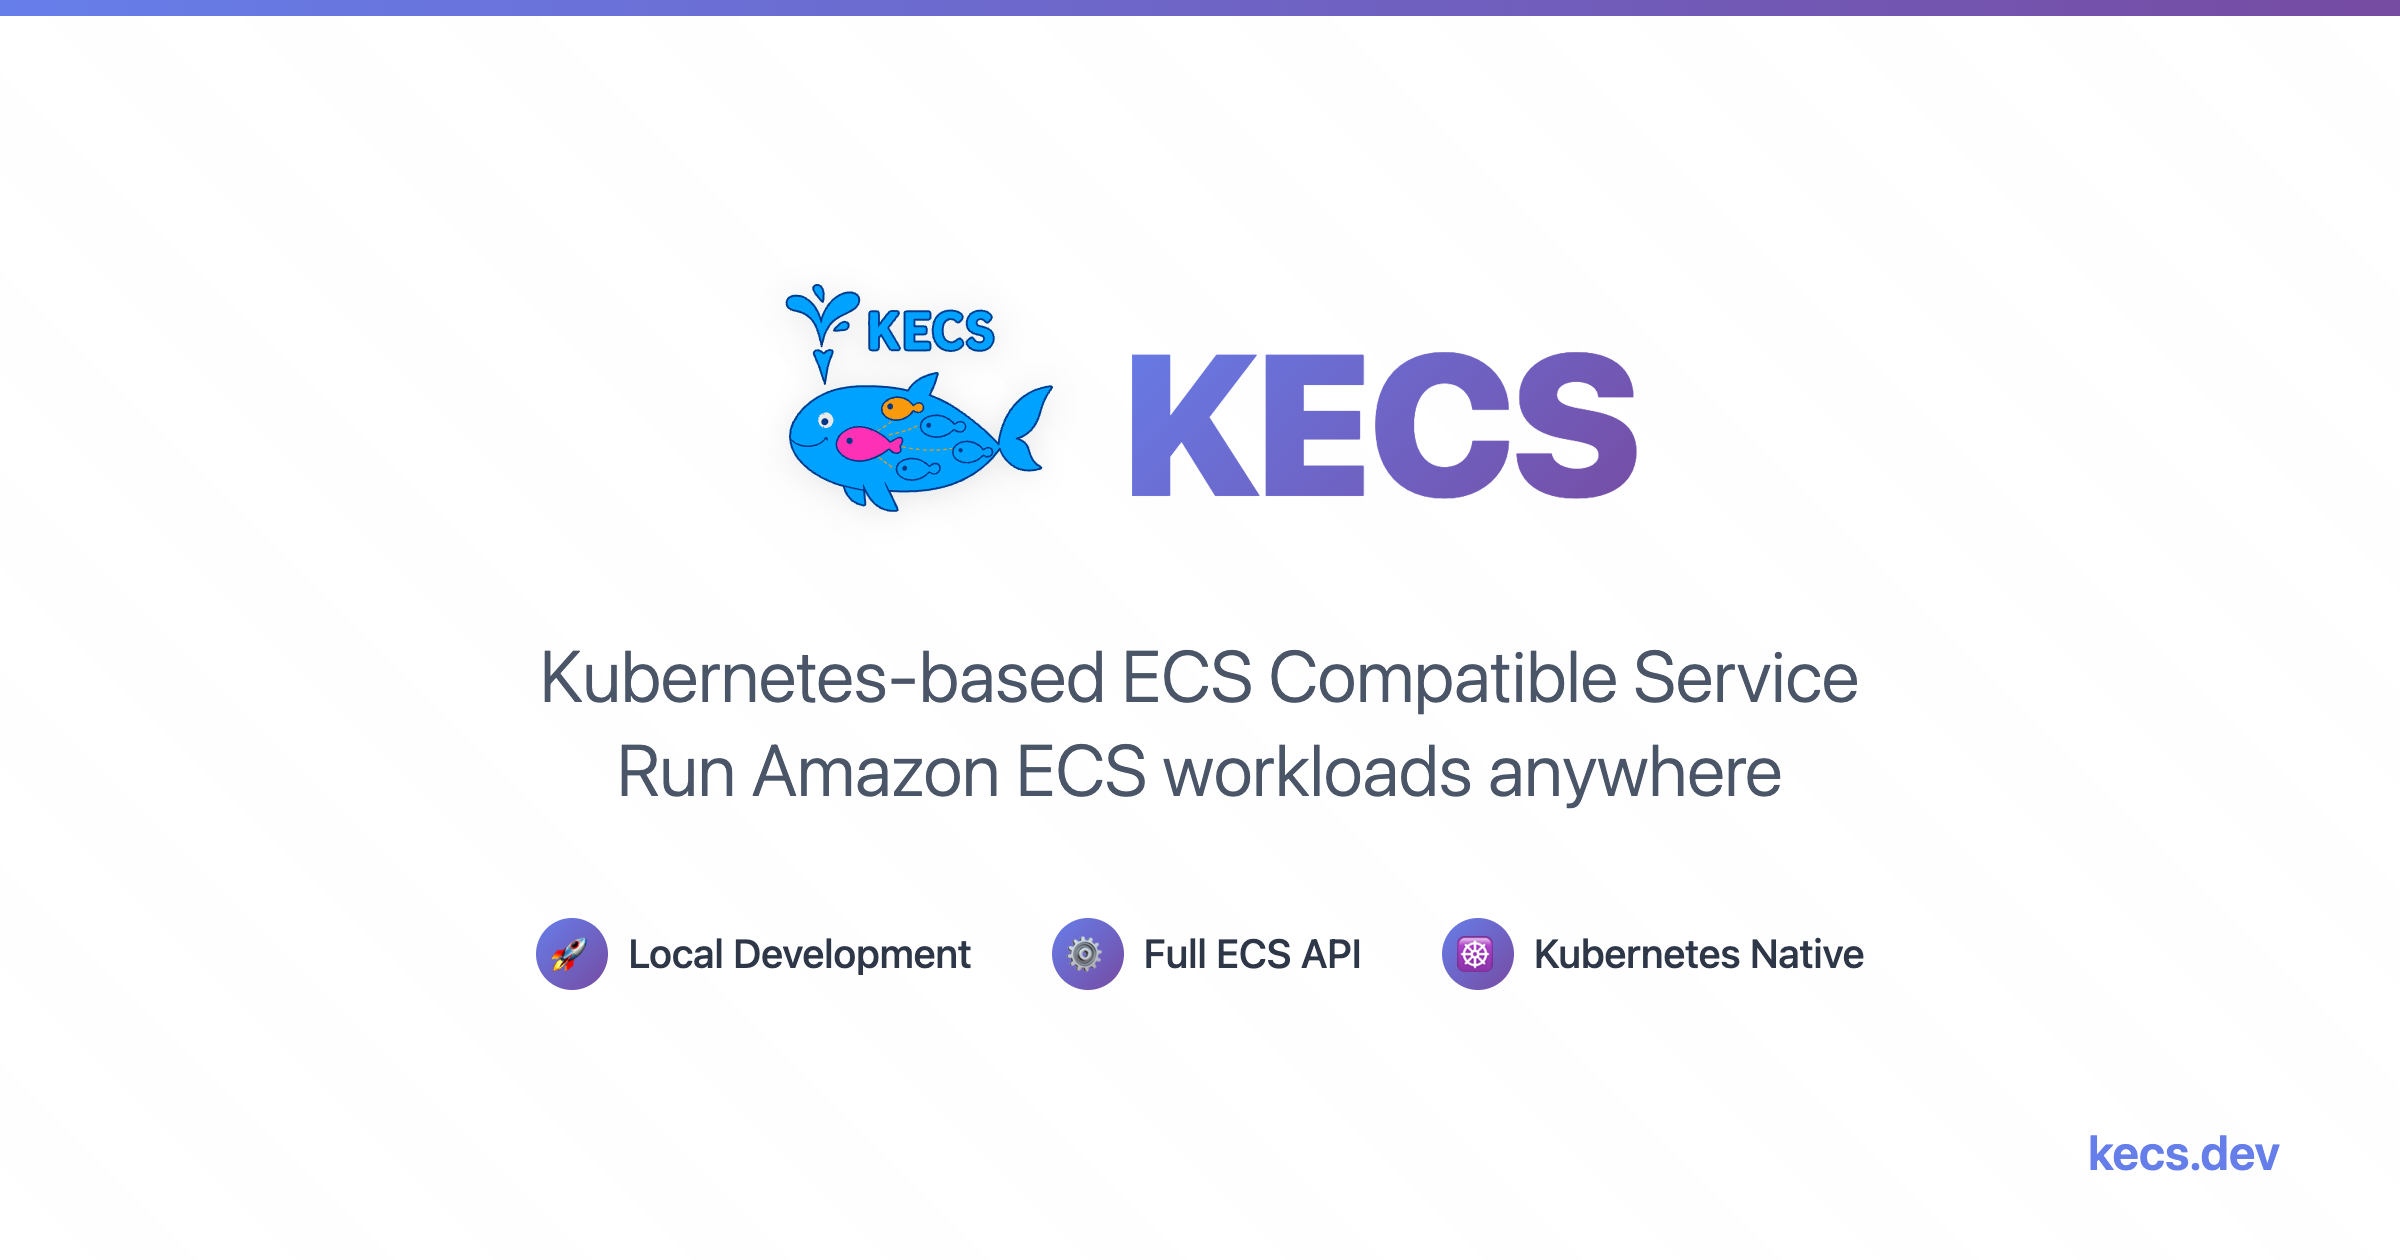 KECS
KECS
Kubernetes-based ECS Compatible Service
Run Amazon ECS workloads anywhere
Local Development
Full ECS API
Kubernetes Native
kecs.dev